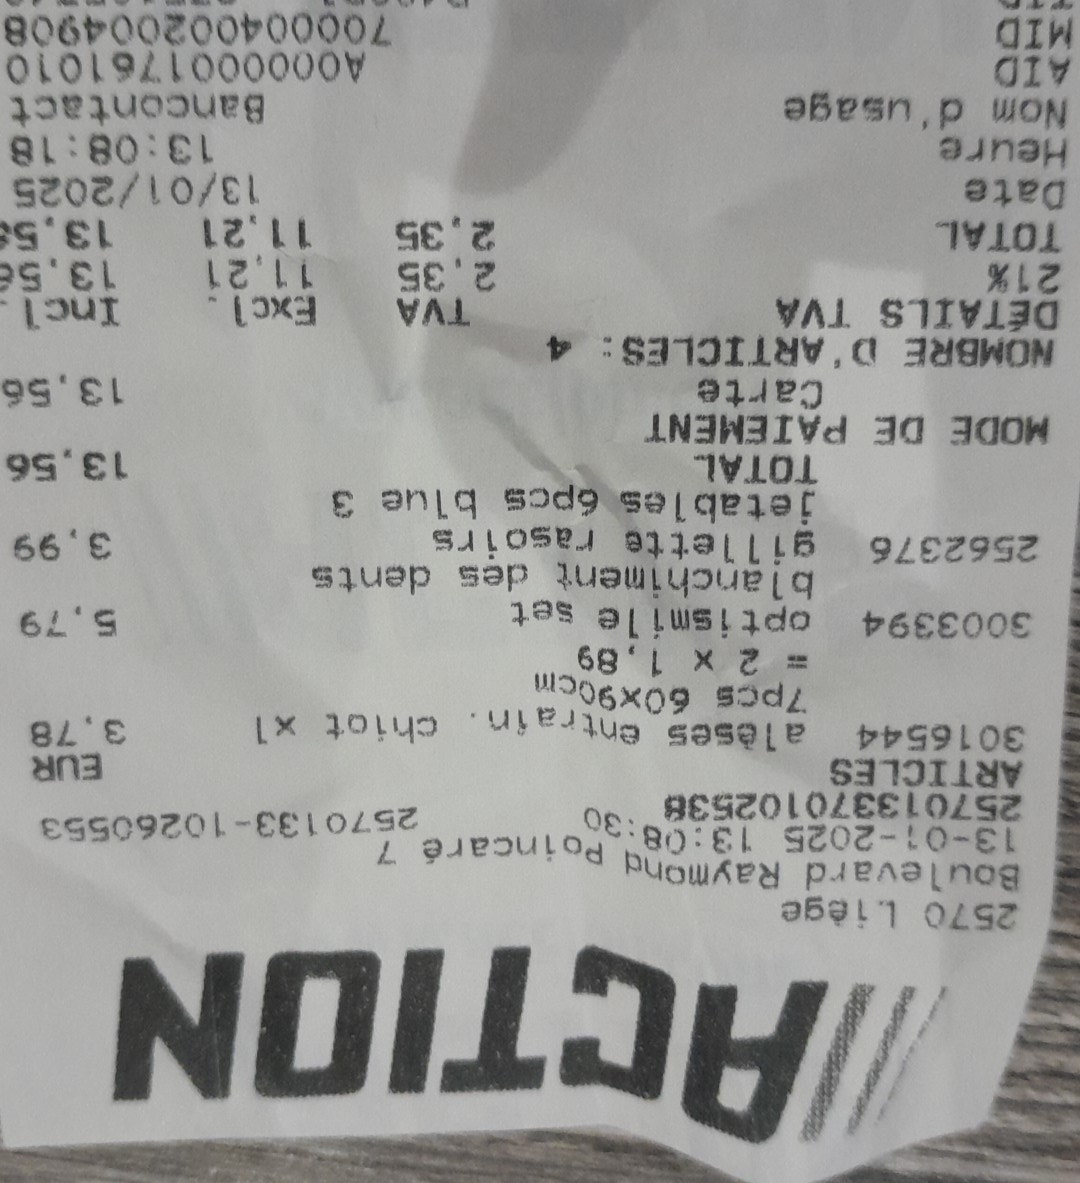 ACTION
2570 Liège
Boulevard Raymond Poincaré 7
13-01-2025 13:08:30 2570133-10260553
2570133701025​38
ARTICLES EUR
3016544 alèses entraîn. chiot xl 3,78
7pcs 60x90cm
= 2 x 1,89
3003394 optismile set 5,79
blanchiment des dents
2562376 gillette rasoirs 3,99
jetables 6pcs blue 3
TOTAL 13,56
MODE DE PAIEMENT
Carte 13,56
NOMBRE D'ARTICLES: 4
DÉTAILS TVA TVA Excl. Incl.
21% 2,35 11,21 13,56
TOTAL 2,35 11,21 13,56
Date 13/01/2025
Heure 13:08:18
Nom d'usage Bancontact
AID A0000001761010
MID 700004002004908